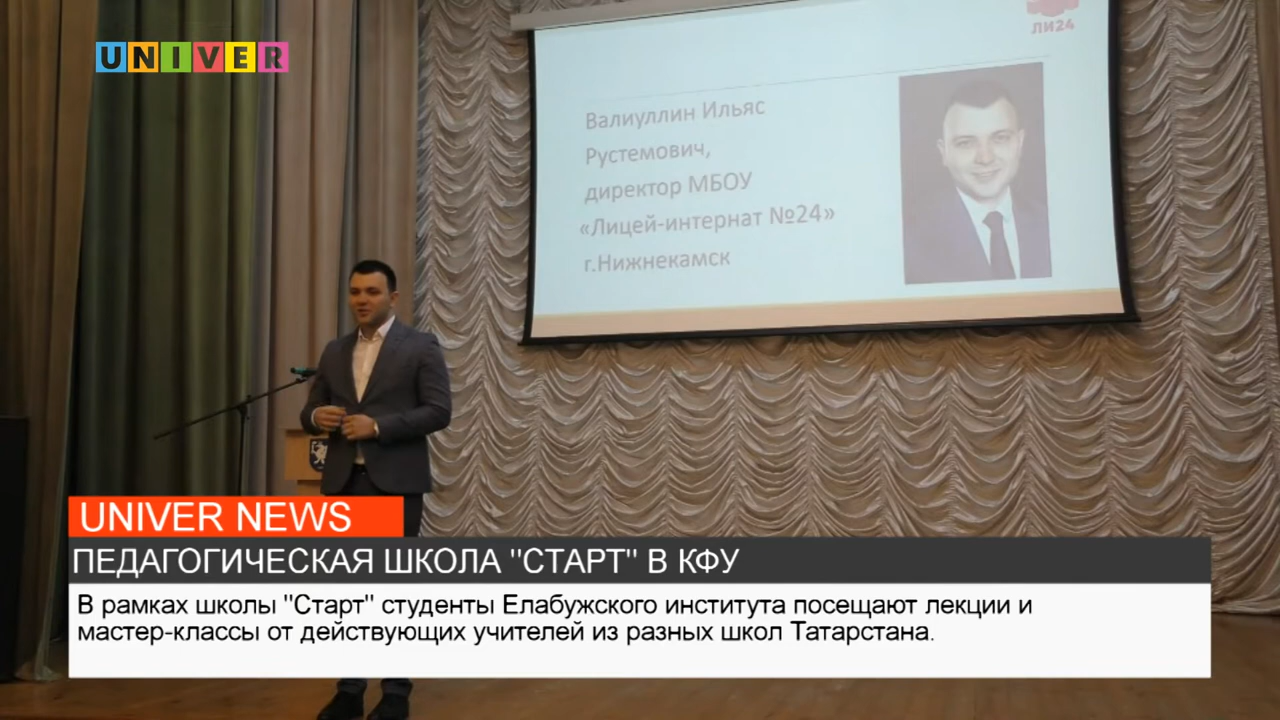 UNIVER
ЛИ24
Валиуллин Ильяс
Рустемович,
директор МБОУ
«Лицей-интернат №24»
г.Нижнекамск
UNIVER NEWS
ПЕДАГОГИЧЕСКАЯ ШКОЛА "СТАРТ" В КФУ
В рамках школы "Старт" студенты Елабужского института посещают лекции и
мастер-классы от действующих учителей из разных школ Татарстана.